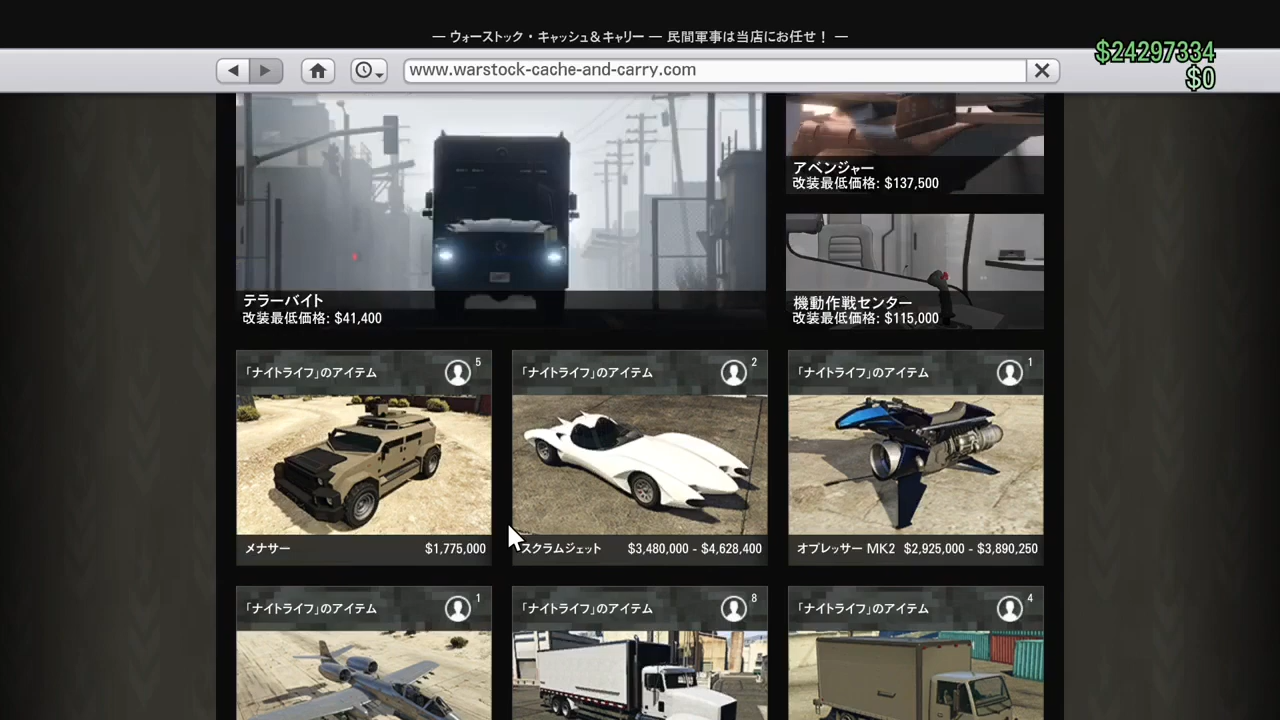 ― ウォーストック・キャッシュ＆キャリー ― 民間軍事は当店にお任せ！ ―
$24297334
$0
www.warstock-cache-and-carry.com
アベンジャー
改装最低価格: $137,500
テラーバイト
改装最低価格: $41,400
機動作戦センター
改装最低価格: $115,000
「ナイトライフ」のアイテム 5
「ナイトライフ」のアイテム 2
「ナイトライフ」のアイテム 1
メナサー $1,775,000
スクラムジェット $3,480,000 - $4,628,400
オプレッサー MK2 $2,925,000 - $3,890,250
「ナイトライフ」のアイテム 1
「ナイトライフ」のアイテム 8
「ナイトライフ」のアイテム 4